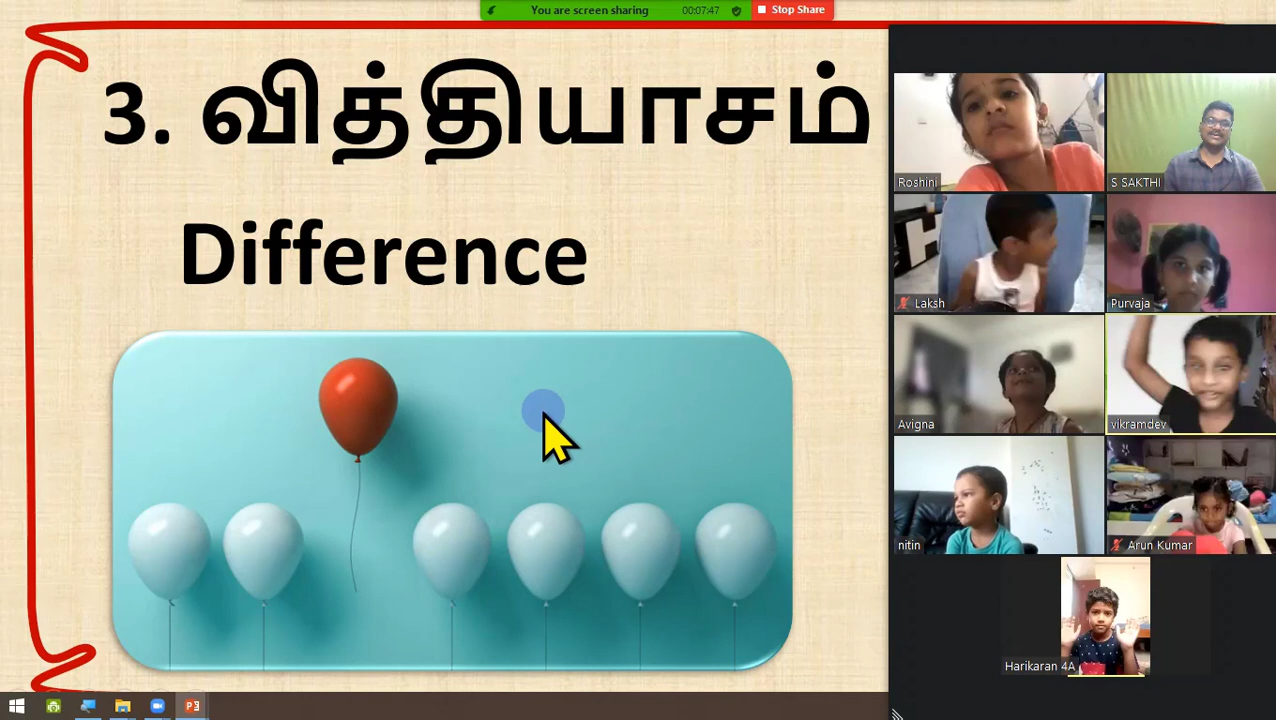 You are screen sharing 00:07:47 Stop Share
3. வித்தியாசம்
Difference
Roshini
S SAKTHI
Laksh
Purvaja
Avigna
vikramdev
nitin
Arun Kumar
Harikaran 4A